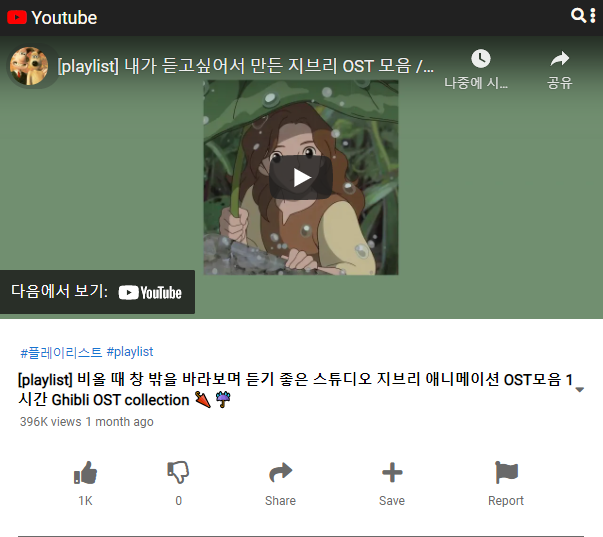 Youtube
[playlist] 내가 듣고싶어서 만든 지브리 OST 모음 /...
나중에 시...
공유
다음에서 보기: YouTube
#플레이리스트 #playlist
[playlist] 비올 때 창 밖을 바라보며 듣기 좋은 스튜디오 지브리 애니메이션 OST모음 1
시간 Ghibli OST collection 🌂☔
396K views 1 month ago
1K
0
Share
Save
Report